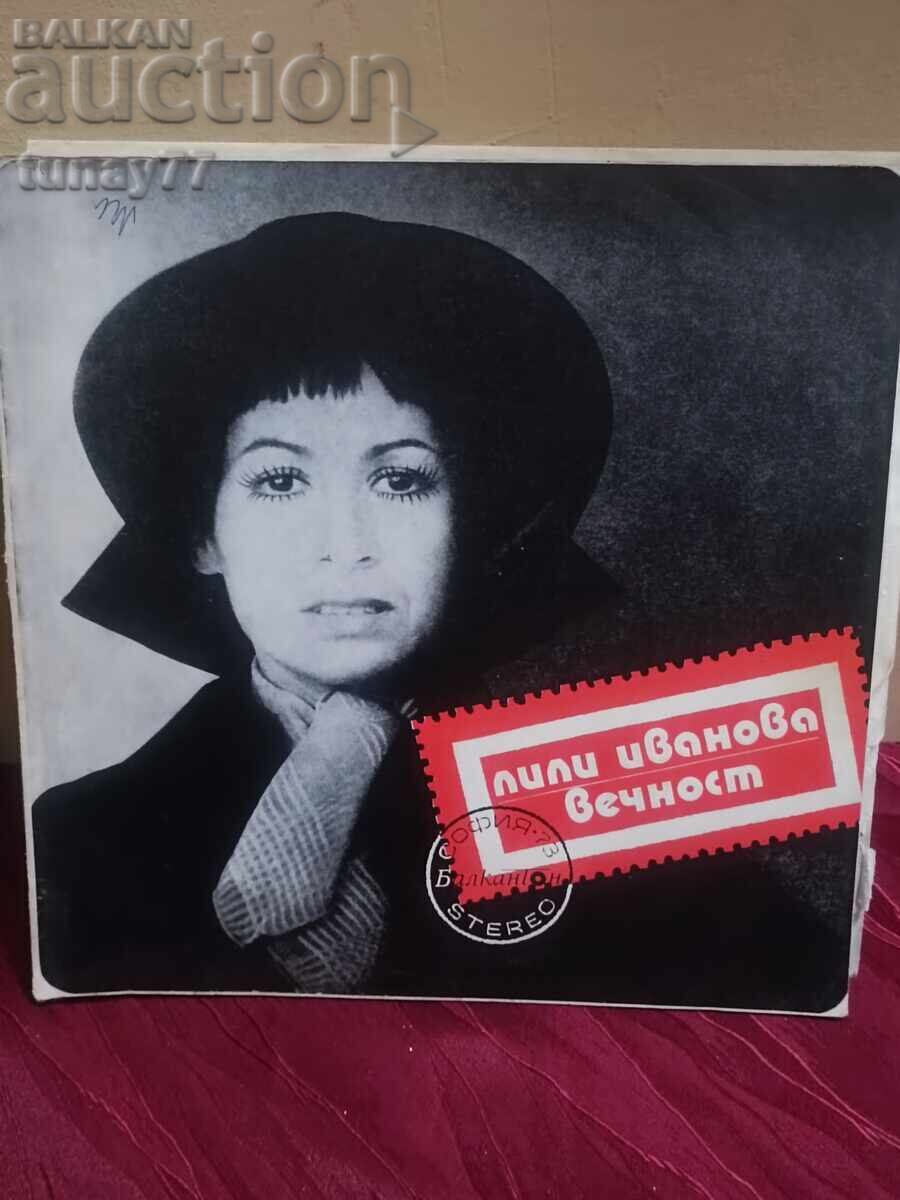 BALKAN
auction
tunay77
лили иванова
вечност
СОФИЯ·73
Балкантон
STEREO